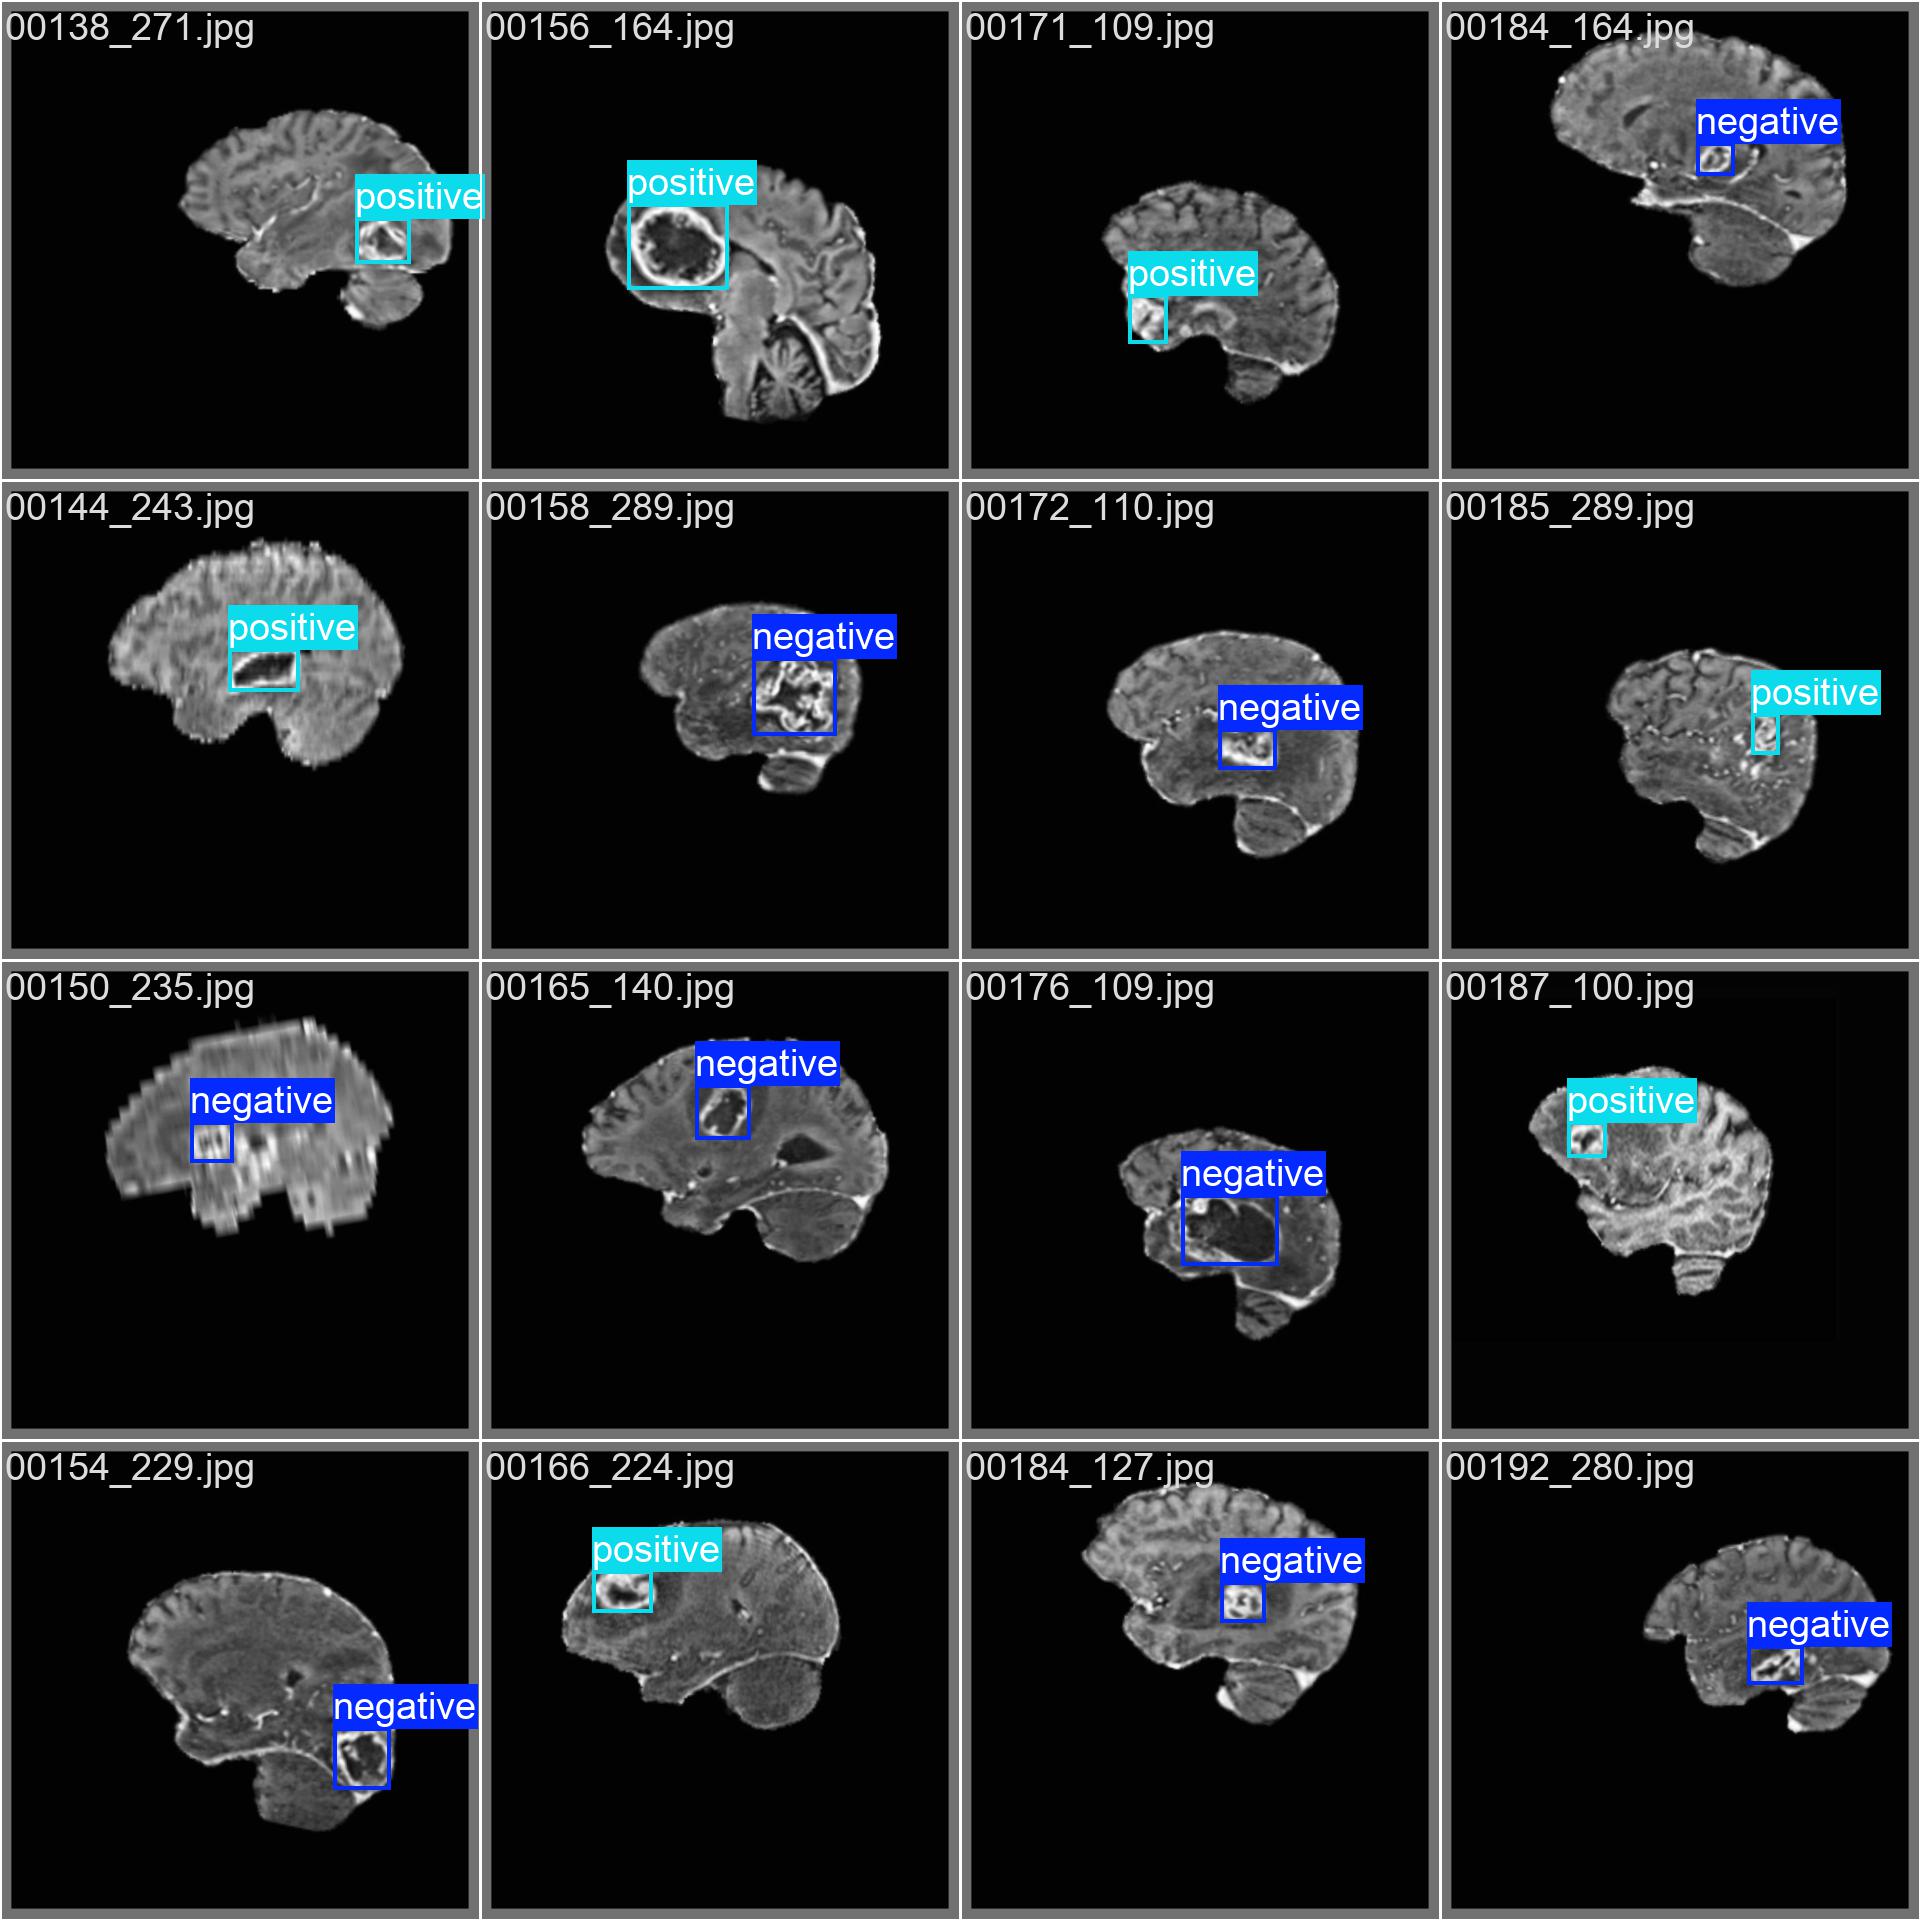 00138_271.jpg
positive
00156_164.jpg
positive
00171_109.jpg
positive
00184_164.jpg
negative
00144_243.jpg
positive
00158_289.jpg
negative
00172_110.jpg
negative
00185_289.jpg
positive
00150_235.jpg
negative
00165_140.jpg
negative
00176_109.jpg
negative
00187_100.jpg
positive
00154_229.jpg
negative
00166_224.jpg
positive
00184_127.jpg
negative
00192_280.jpg
negative